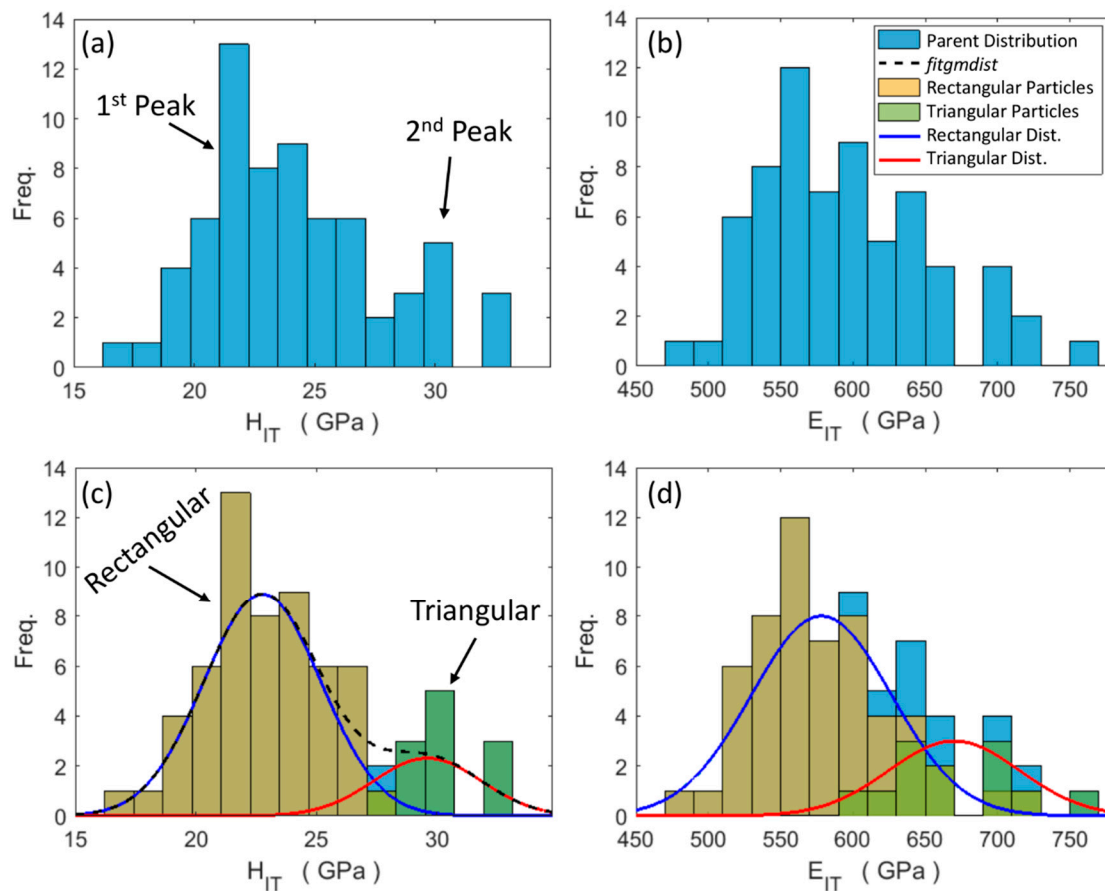 (a)
1st Peak
2nd Peak
Freq.
14
12
10
8
6
4
2
0
15 20 25 30
H_IT ( GPa )
(b)
Parent Distribution
fitgmdist
Rectangular Particles
Triangular Particles
Rectangular Dist.
Triangular Dist.
Freq.
14
12
10
8
6
4
2
0
450 500 550 600 650 700 750
E_IT ( GPa )
(c)
Rectangular
Triangular
Freq.
14
12
10
8
6
4
2
0
15 20 25 30
H_IT ( GPa )
(d)
Freq.
14
12
10
8
6
4
2
0
450 500 550 600 650 700 750
E_IT ( GPa )